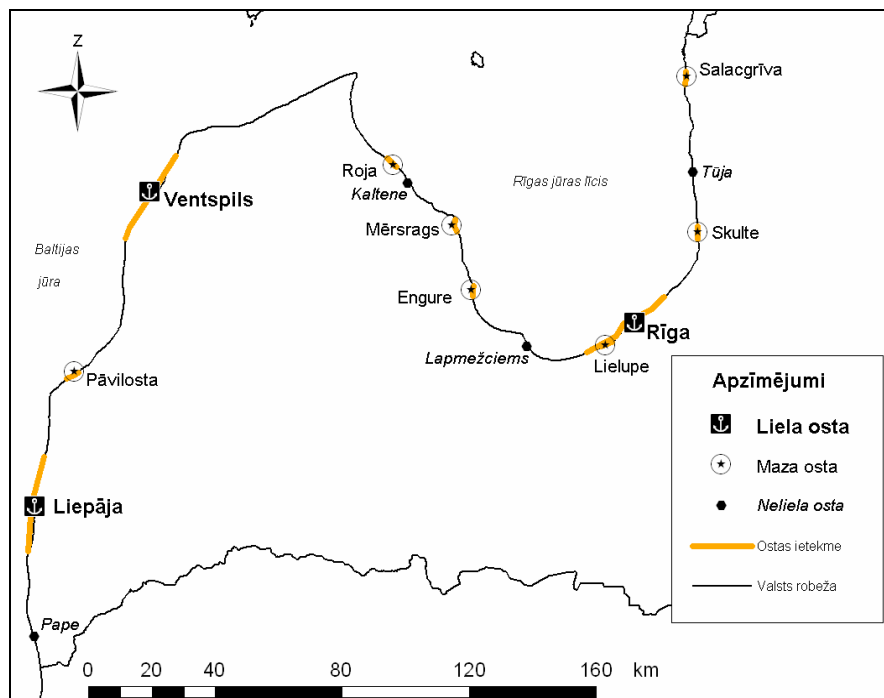 Z
Salacgrīva
Roja
Kaltene
Rīgas jūras līcis
Tūja
Ventspils
Mērsrags
Skulte
Baltijas
jūra
Engure
Rīga
Lapmežciems
Lielupe
Pāvilosta
Apzīmējumi
Liela osta
Maza osta
Liepāja
Neliela osta
Ostas ietekme
Valsts robeža
Pape
0 20 40 80 120 160 km